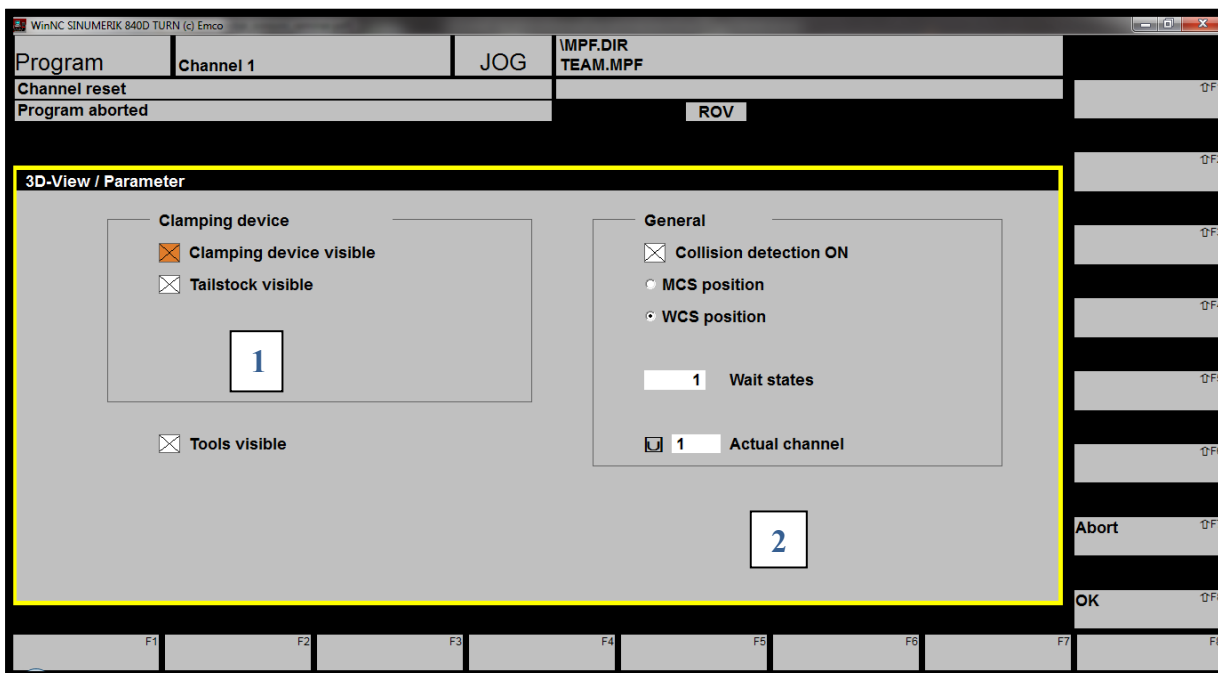 WinNC SINUMERIK 840D TURN (c) Emco
Program
Channel 1
JOG
\MPF.DIR
TEAM.MPF
Channel reset
Program aborted
ROV
3D-View / Parameter
Clamping device
Clamping device visible
Tailstock visible
1
Tools visible
General
Collision detection ON
MCS position
WCS position
1 Wait states
1 Actual channel
2
⇧F
⇧F
⇧F
⇧F
⇧F
⇧F
Abort ⇧F
OK ⇧F
F1 F2 F3 F4 F5 F6 F7